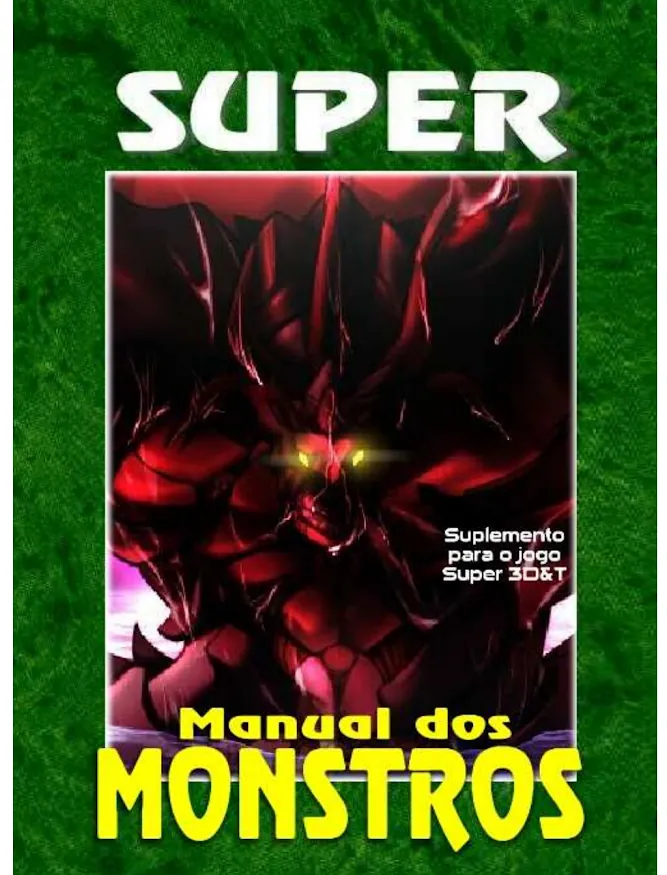 SUPER
Suplemento
para o jogo
Super 3D&T
Manual dos
MONSTROS